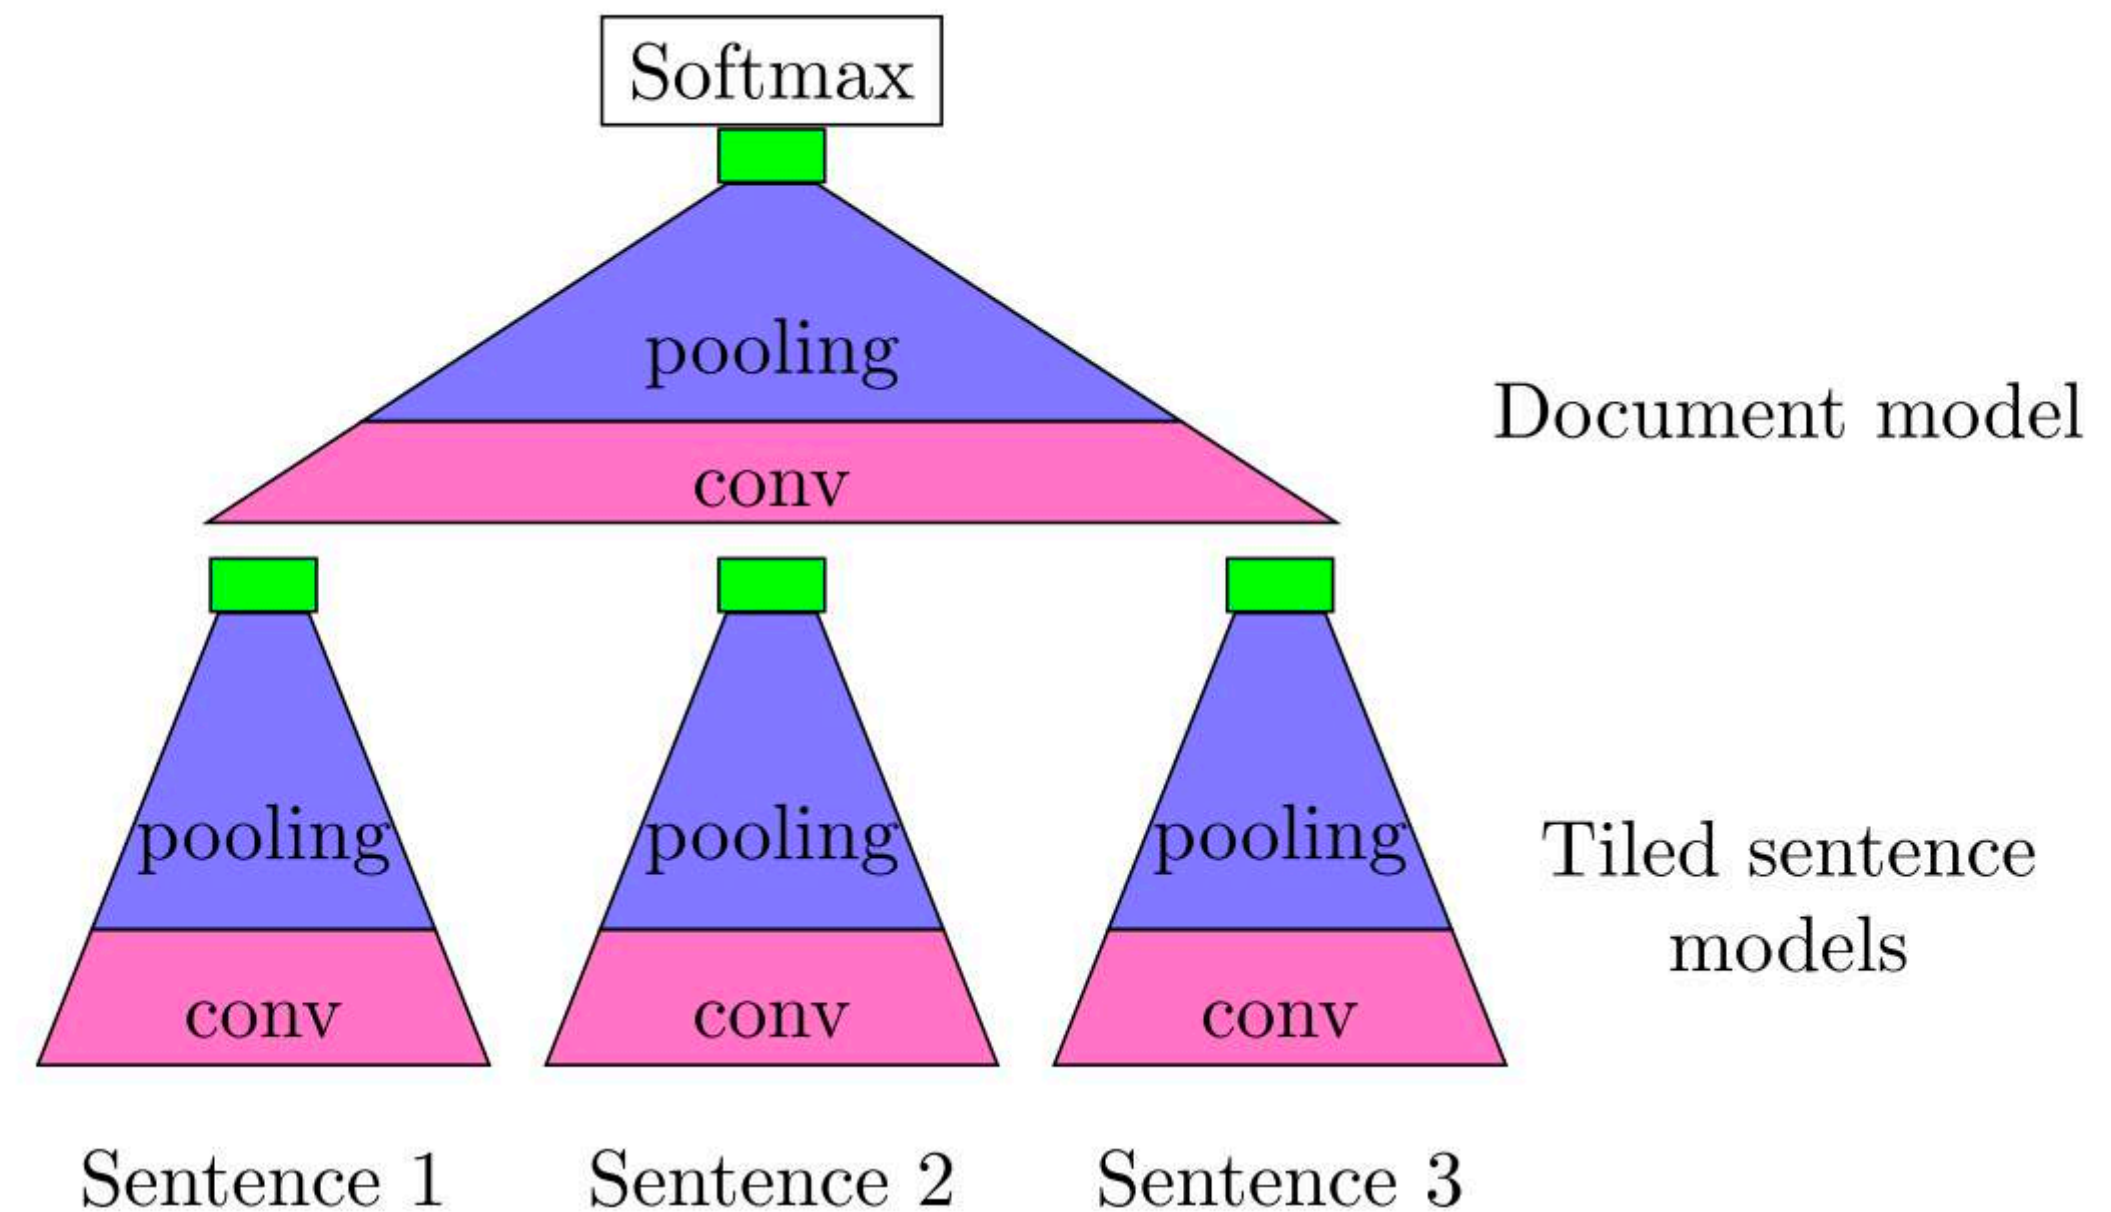 Softmax
pooling
conv
Document model
pooling
pooling
pooling
Tiled sentence
models
conv
conv
conv
Sentence 1
Sentence 2
Sentence 3